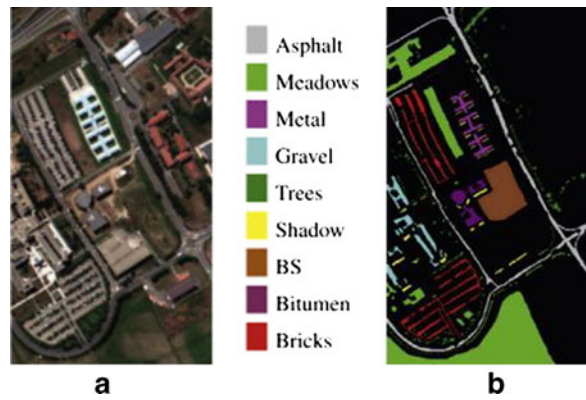 Asphalt
Meadows
Metal
Gravel
Trees
Shadow
BS
Bitumen
Bricks
a
b